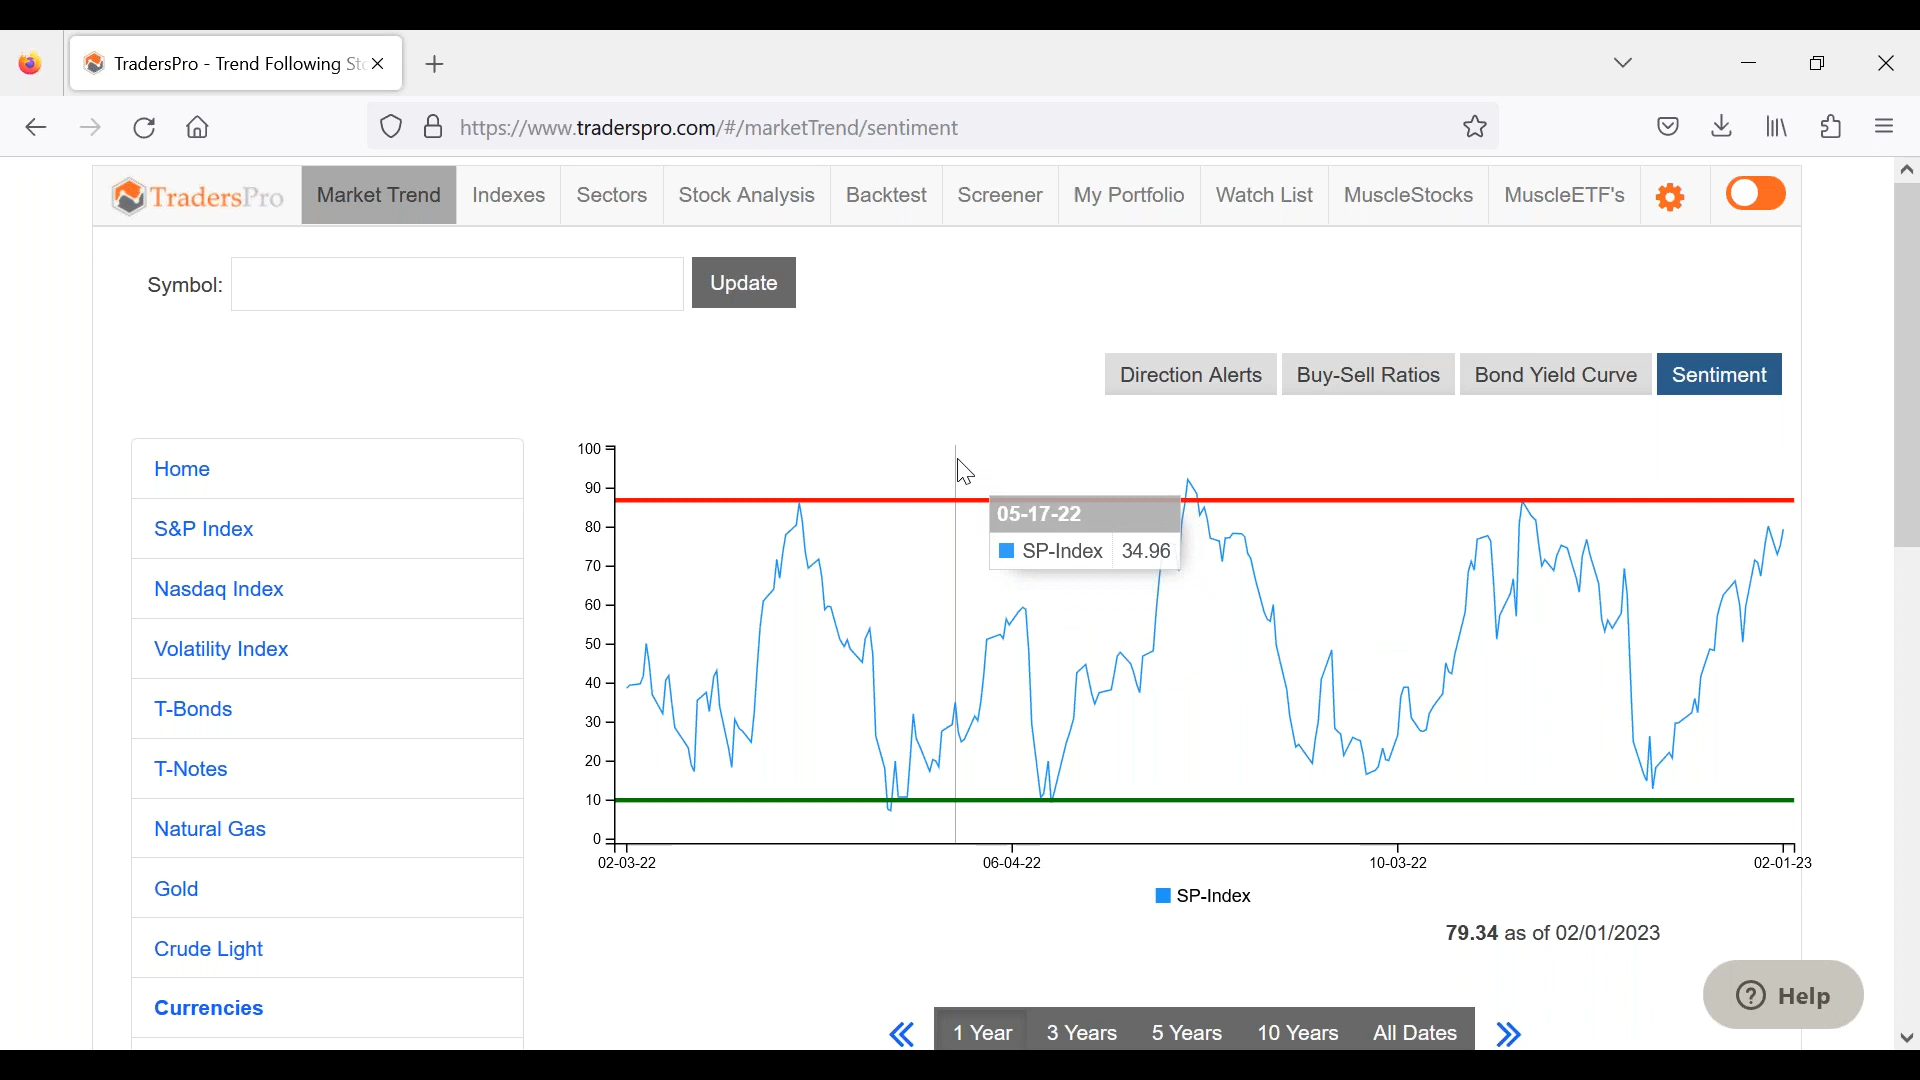 TradersPro - Trend Following Sto
https://www.traderspro.com/#/marketTrend/sentiment
TradersPro Market Trend Indexes Sectors Stock Analysis Backtest Screener My Portfolio Watch List MuscleStocks MuscleETF's
Symbol: Update
Direction Alerts Buy-Sell Ratios Bond Yield Curve Sentiment
Home
S&P Index
Nasdaq Index
Volatility Index
T-Bonds
T-Notes
Natural Gas
Gold
Crude Light
Currencies
100
90
80
70
60
50
40
30
20
10
0
05-17-22
SP-Index 34.96
02-03-22 06-04-22 10-03-22 02-01-23
SP-Index
79.34 as of 02/01/2023
? Help
1 Year 3 Years 5 Years 10 Years All Dates